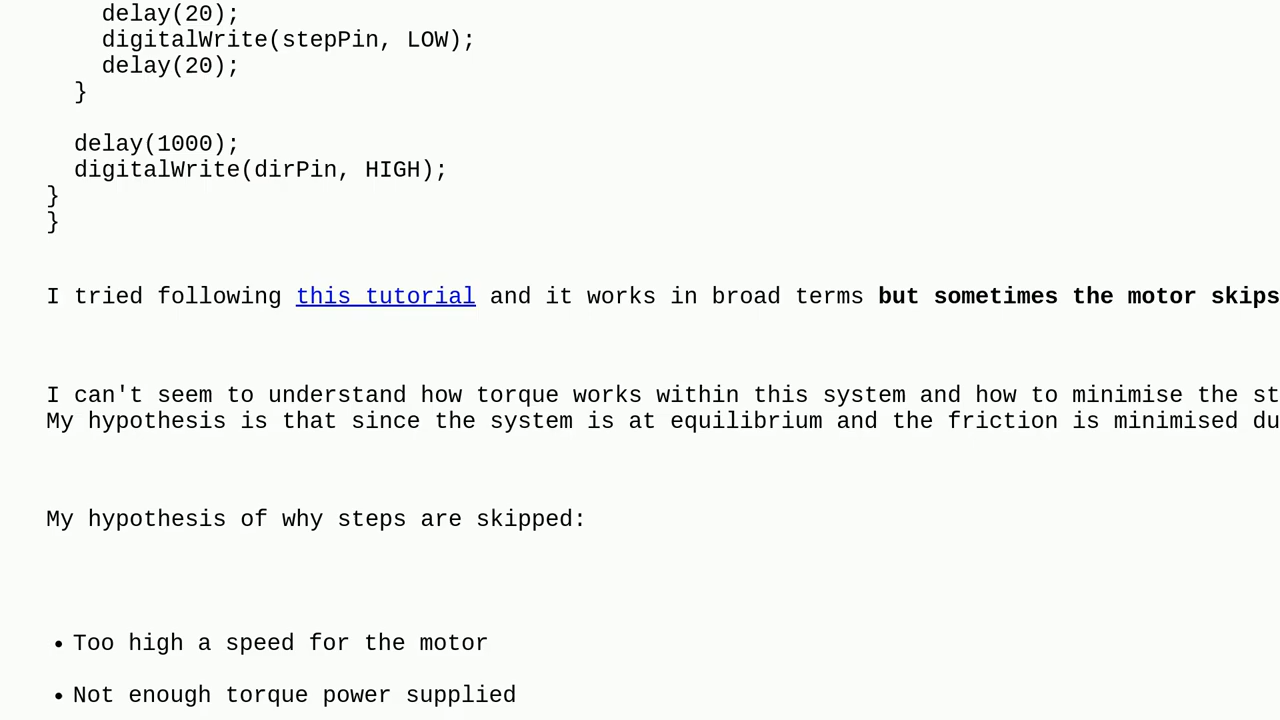 delay(20);
digitalWrite(stepPin, LOW);
delay(20);
}
delay(1000);
digitalWrite(dirPin, HIGH);
}
}
I tried following this tutorial and it works in broad terms but sometimes the motor skips
I can't seem to understand how torque works within this system and how to minimise the st
My hypothesis is that since the system is at equilibrium and the friction is minimised du
My hypothesis of why steps are skipped:
• Too high a speed for the motor
• Not enough torque power supplied